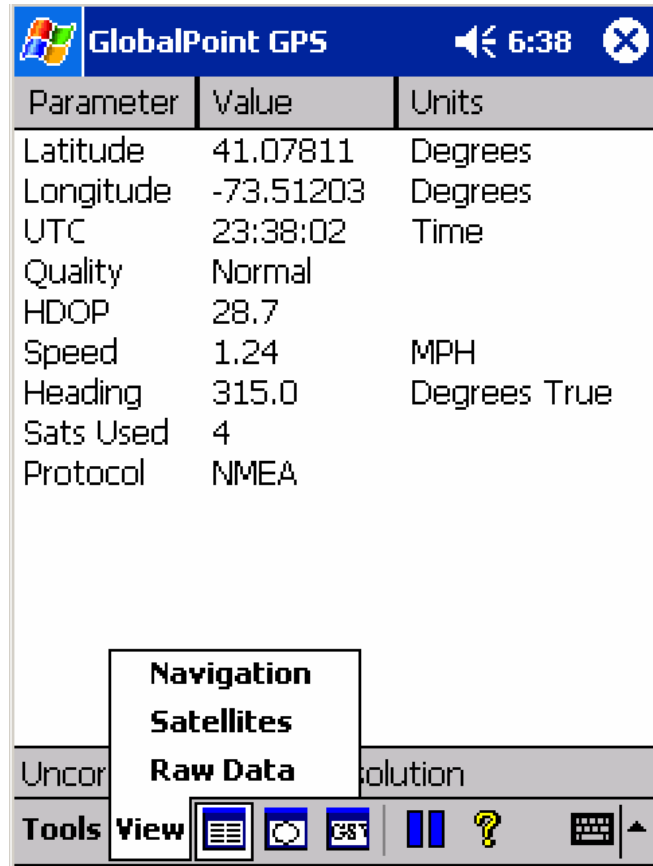 GlobalPoint GPS 6:38
Parameter Value Units
Latitude 41.07811 Degrees
Longitude -73.51203 Degrees
UTC 23:38:02 Time
Quality Normal
HDOP 28.7
Speed 1.24 MPH
Heading 315.0 Degrees True
Sats Used 4
Protocol NMEA
Navigation
Satellites
Raw Data
Tools View